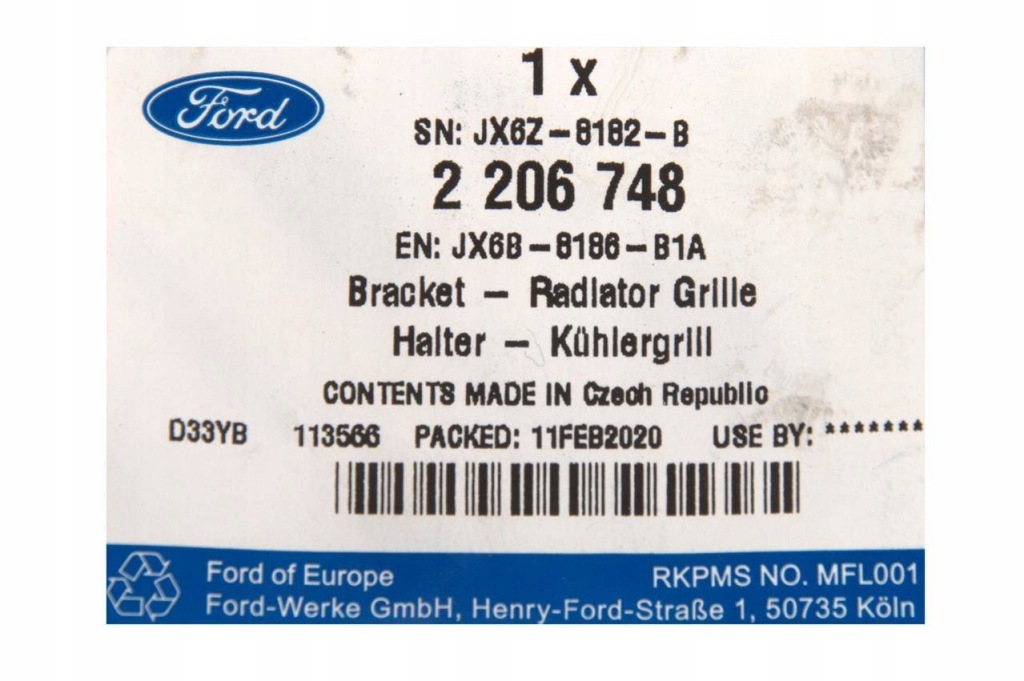 Ford
1 x
SN: JX6Z-8182-B
2 206 748
EN: JX6B-8186-B1A
Bracket - Radiator Grille
Halter - Kühlergrill
CONTENTS MADE IN Czech Republic
D33YB 113566 PACKED: 11FEB2020 USE BY: *******
Ford of Europe RKPMS NO. MFL001
Ford-Werke GmbH, Henry-Ford-Straße 1, 50735 Köln